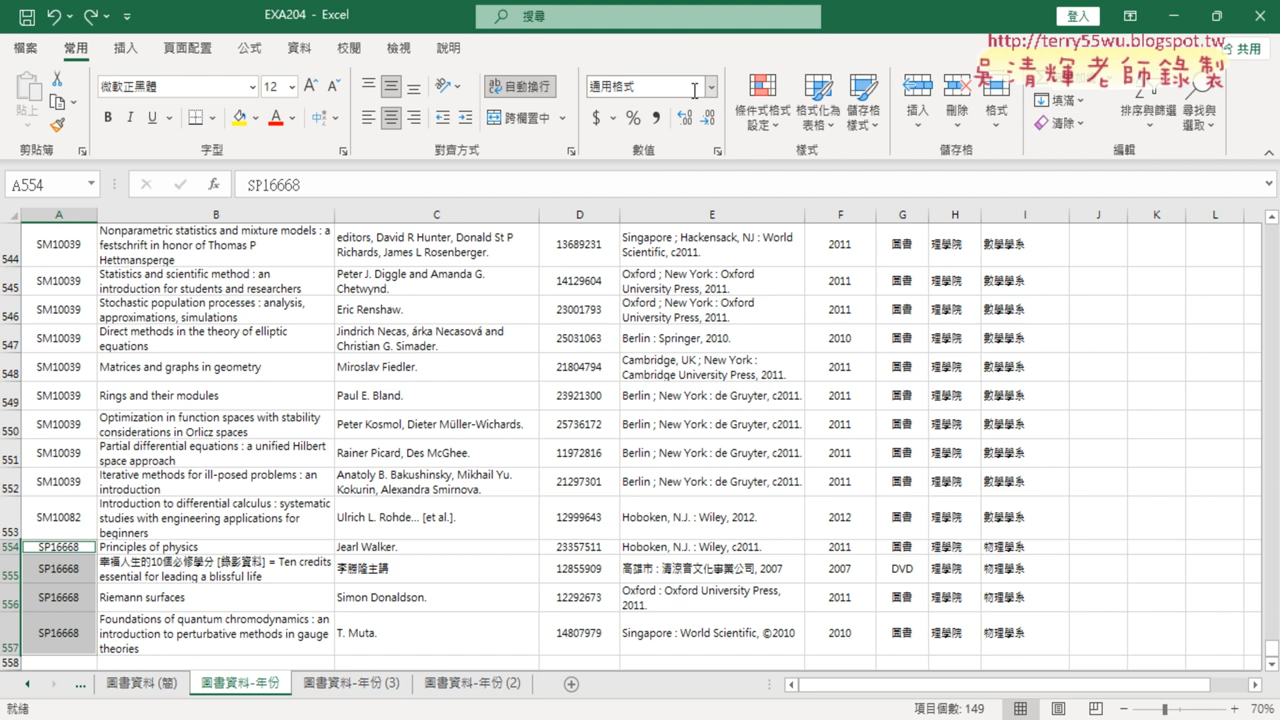 EXA204 - Excel
搜尋
登入
http://terry55wu.blogspot.tw
吳清輝老師錄製
檔案 常用 插入 頁面配置 公式 資料 校閱 檢視 說明
共用
貼上
微軟正黑體 12
自動換行
通用格式
條件式格式設定
格式化為表格
儲存格樣式
插入 刪除 格式
填滿
清除
排序與篩選
尋找與選取
B I U
跨欄置中
$ % ,
剪貼簿 字型 對齊方式 數值 樣式 儲存格 編輯
A554 fx SP16668
A B C D E F G H I J K L
544 SM10039 Nonparametric statistics and mixture models : a festschrift in honor of Thomas P Hettmansperge editors, David R Hunter, Donald St P Richards, James L Rosenberger. 13689231 Singapore ; Hackensack, NJ : World Scientific, c2011. 2011 圖書 理學院 數學學系
545 SM10039 Statistics and scientific method : an introduction for students and researchers Peter J. Diggle and Amanda G. Chetwynd. 14129604 Oxford ; New York : Oxford University Press, 2011. 2011 圖書 理學院 數學學系
546 SM10039 Stochastic population processes : analysis, approximations, simulations Eric Renshaw. 23001793 Oxford ; New York : Oxford University Press, 2011. 2011 圖書 理學院 數學學系
547 SM10039 Direct methods in the theory of elliptic equations Jindrich Necas, árka Necasová and Christian G. Simader. 25031063 Berlin : Springer, 2010. 2010 圖書 理學院 數學學系
548 SM10039 Matrices and graphs in geometry Miroslav Fiedler. 21804794 Cambridge, UK ; New York : Cambridge University Press, 2011. 2011 圖書 理學院 數學學系
549 SM10039 Rings and their modules Paul E. Bland. 23921300 Berlin ; New York : de Gruyter, c2011. 2011 圖書 理學院 數學學系
550 SM10039 Optimization in function spaces with stability considerations in Orlicz spaces Peter Kosmol, Dieter Müller-Wichards. 25736172 Berlin ; New York : de Gruyter, c2011. 2011 圖書 理學院 數學學系
551 SM10039 Partial differential equations : a unified Hilbert space approach Rainer Picard, Des McGhee. 11972816 Berlin ; New York : de Gruyter, c2011. 2011 圖書 理學院 數學學系
552 SM10039 Iterative methods for ill-posed problems : an introduction Anatoly B. Bakushinsky, Mikhail Yu. Kokurin, Alexandra Smirnova. 21297301 Berlin ; New York : de Gruyter, c2011. 2011 圖書 理學院 數學學系
553 SM10082 Introduction to differential calculus : systematic studies with engineering applications for beginners Ulrich L. Rohde... [et al.]. 12999643 Hoboken, N.J. : Wiley, 2012. 2012 圖書 理學院 數學學系
554 SP16668 Principles of physics Jearl Walker. 23357511 Hoboken, N.J. : Wiley, c2011. 2011 圖書 理學院 物理學系
555 SP16668 幸福人生的10個必修學分 [錄影資料] = Ten credits essential for leading a blissful life 李勝隆主講 12855909 高雄市 : 清涼音文化事業公司, 2007 2007 DVD 理學院 物理學系
556 SP16668 Riemann surfaces Simon Donaldson. 12292673 Oxford : Oxford University Press, 2011. 2011 圖書 理學院 物理學系
557 SP16668 Foundations of quantum chromodynamics : an introduction to perturbative methods in gauge theories T. Muta. 14807979 Singapore : World Scientific, ©2010 2010 圖書 理學院 物理學系
558
... 圖書資料 (簡) 圖書資料-年份 圖書資料-年份 (3) 圖書資料-年份 (2)
就緒 項目個數: 149 70%